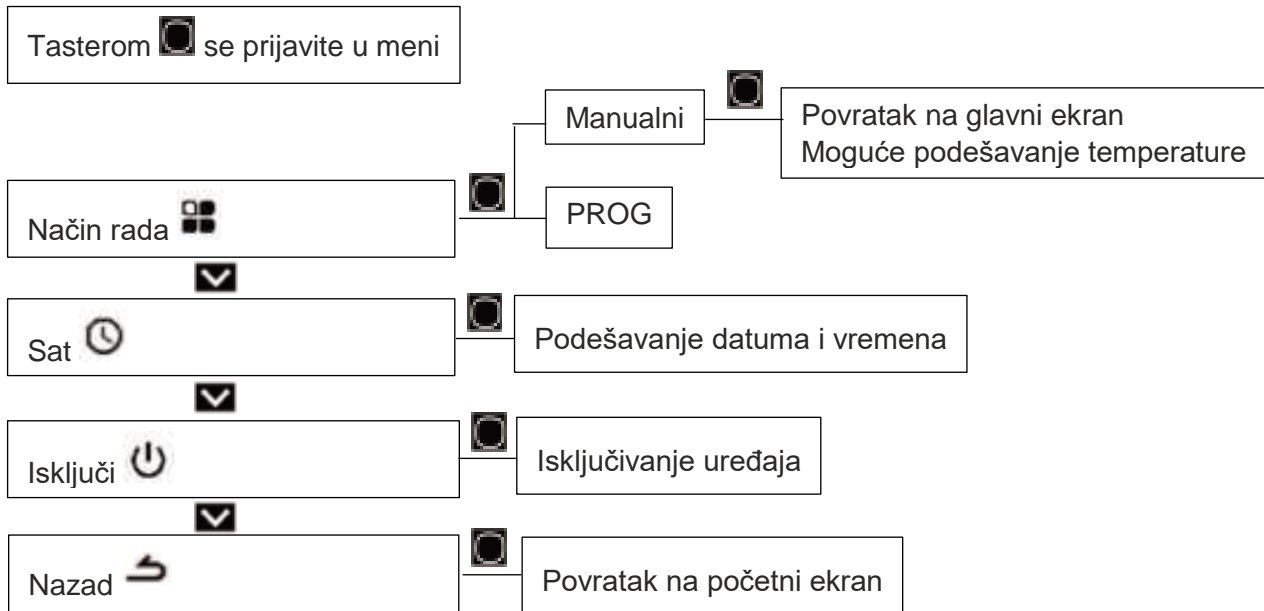 Tasterom se prijavite u meni
Manualni
Povratak na glavni ekran
Moguće podešavanje temperature
Način rada
PROG
Sat
Podešavanje datuma i vremena
Isključi
Isključivanje uređaja
Nazad
Povratak na početni ekran